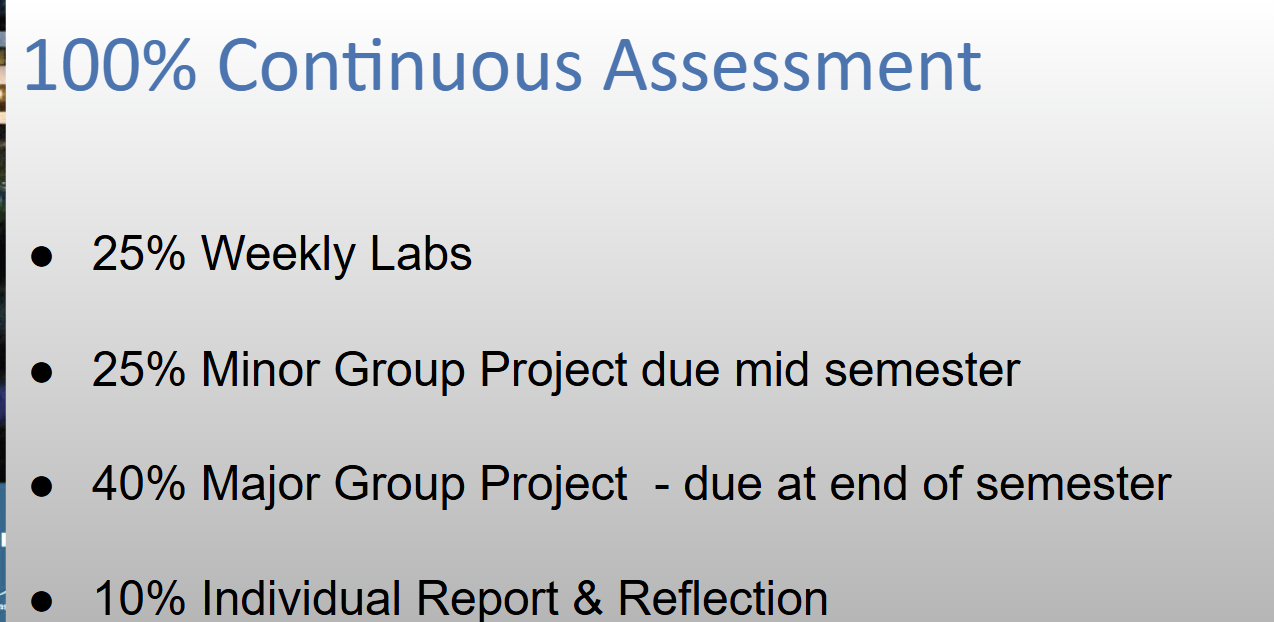 100% Continuous Assessment
● 25% Weekly Labs
● 25% Minor Group Project due mid semester
● 40% Major Group Project  - due at end of semester
● 10% Individual Report & Reflection